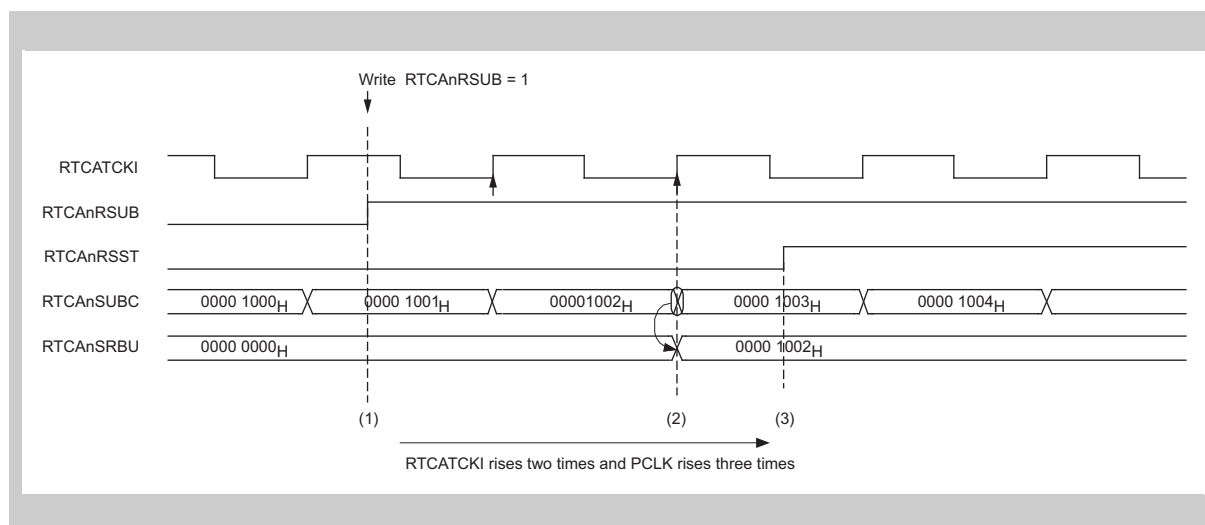 Write RTCAnRSUB = 1
RTCATCKI
RTCAnRSUB
RTCAnRSST
RTCAnSUBC 0000 1000H 0000 1001H 00001002H 0000 1003H 0000 1004H
RTCAnSRBU 0000 0000H 0000 1002H
(1) (2) (3)
RTCATCKI rises two times and PCLK rises three times